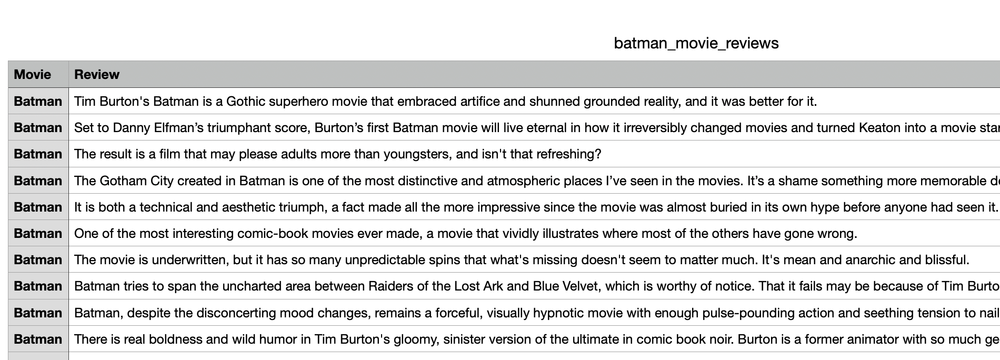 batman_movie_reviews
Movie Review
Batman Tim Burton's Batman is a Gothic superhero movie that embraced artifice and shunned grounded reality, and it was better for it.
Batman Set to Danny Elfman’s triumphant score, Burton’s first Batman movie will live eternal in how it irreversibly changed movies and turned Keaton into a movie star
Batman The result is a film that may please adults more than youngsters, and isn't that refreshing?
Batman The Gotham City created in Batman is one of the most distinctive and atmospheric places I’ve seen in the movies. It’s a shame something more memorable
Batman It is both a technical and aesthetic triumph, a fact made all the more impressive since the movie was almost buried in its own hype before anyone had seen it.
Batman One of the most interesting comic-book movies ever made, a movie that vividly illustrates where most of the others have gone wrong.
Batman The movie is underwritten, but it has so many unpredictable spins that what's missing doesn't seem to matter much. It's mean and anarchic and blissful.
Batman Batman tries to span the uncharted area between Raiders of the Lost Ark and Blue Velvet, which is worthy of notice. That it fails may be because of Tim Burto
Batman Batman, despite the disconcerting mood changes, remains a forceful, visually hypnotic movie with enough pulse-pounding action and seething tension to nail
Batman There is real boldness and wild humor in Tim Burton's gloomy, sinister version of the ultimate in comic book noir. Burton is a former animator with so much ge